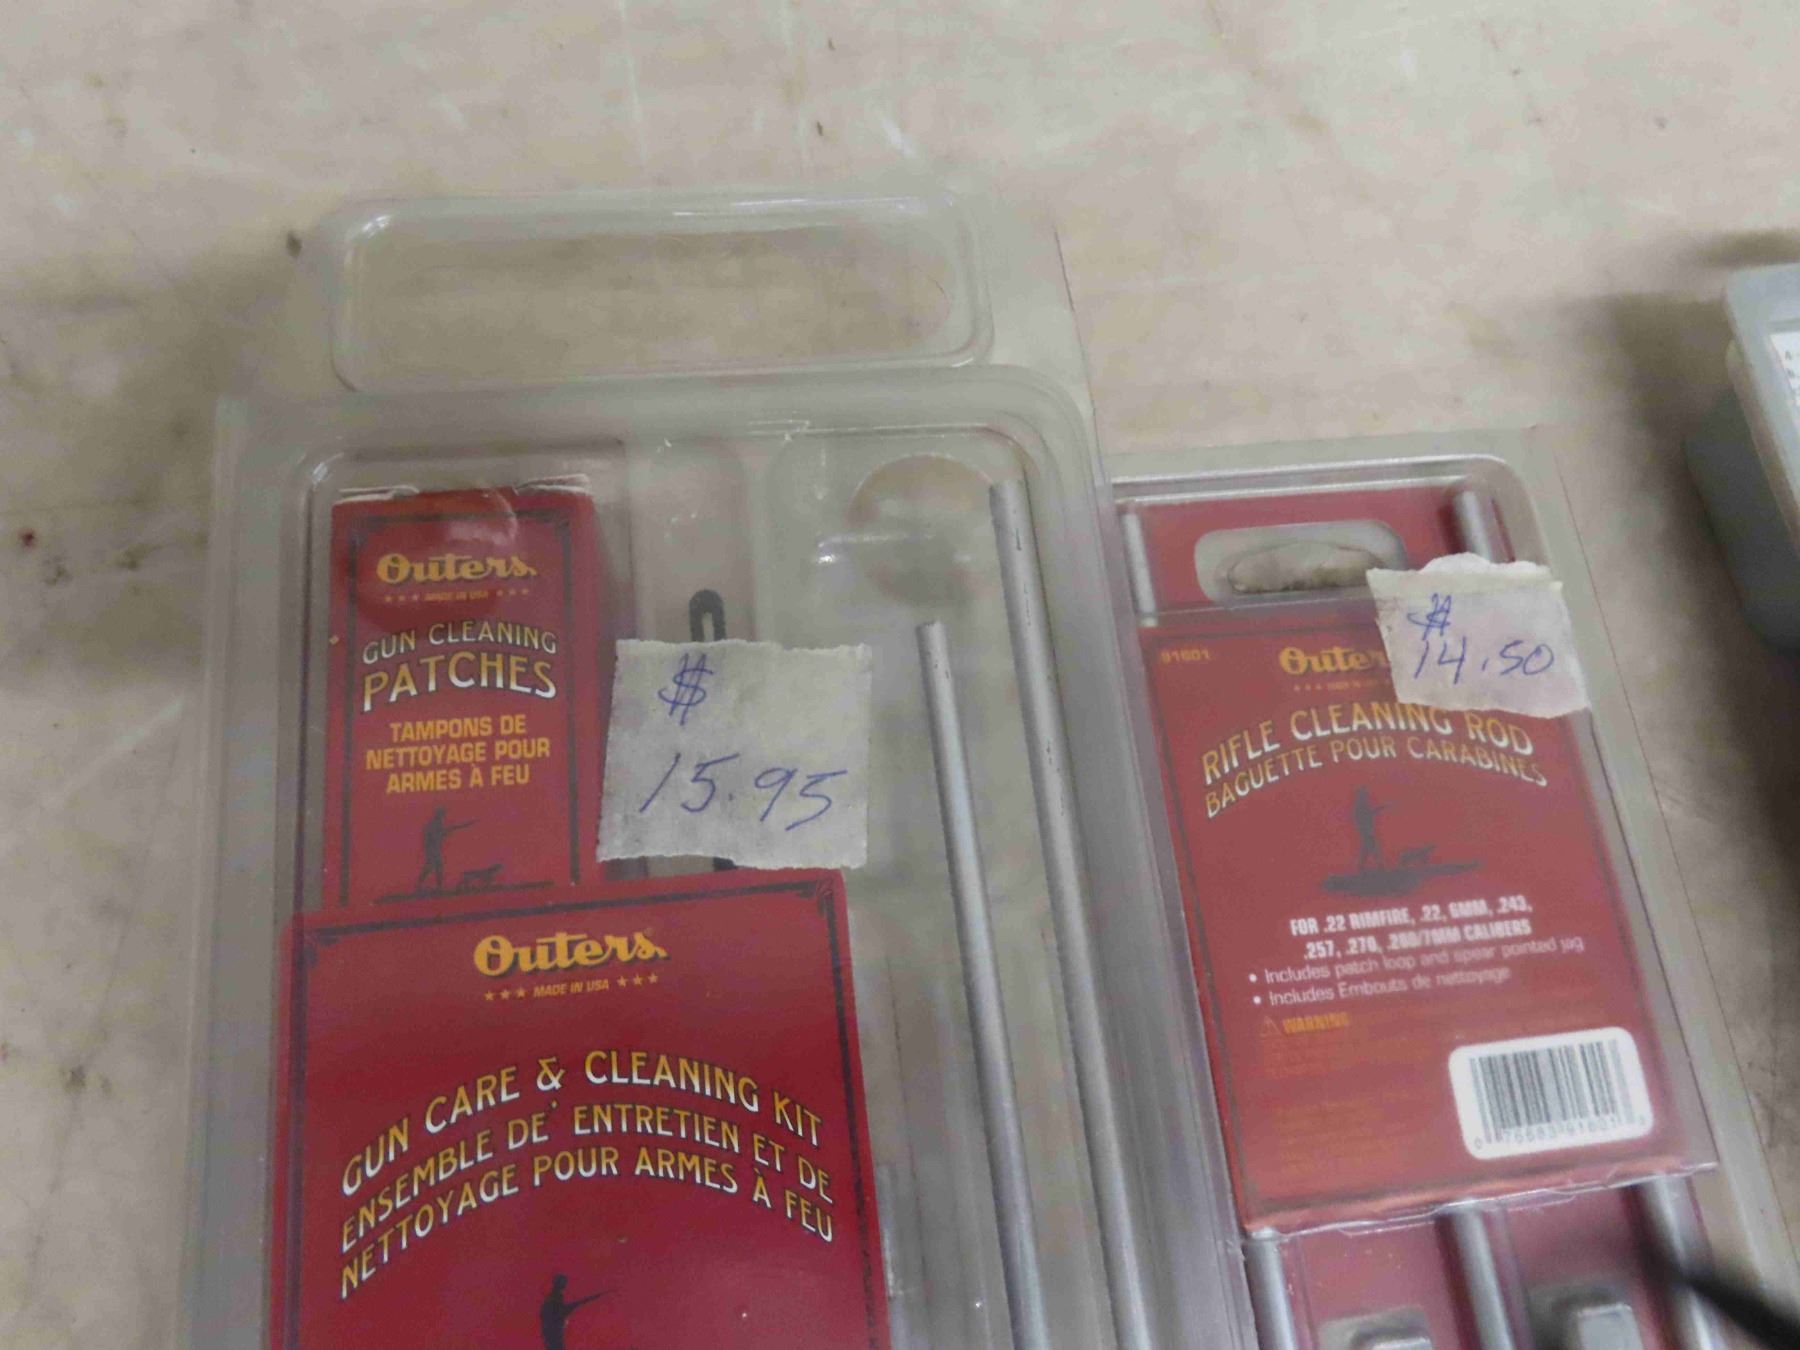 Outers
MADE IN USA
GUN CLEANING
PATCHES
TAMPONS DE
NETTOYAGE POUR
ARMES À FEU
$
15.95
Outers
MADE IN USA
GUN CARE & CLEANING KIT
ENSEMBLE DE ENTRETIEN ET DE
NETTOYAGE POUR ARMES À FEU
$
14.50
91601
RIFLE CLEANING ROD
BAGUETTE POUR CARABINES
FOR .22 RIMFIRE, .22, 6MM, .243,
.257, .270, .280/7MM CALIBERS
• Includes patch loop and spear pointed jag
• Includes Embouts de nettoyage
WARNING